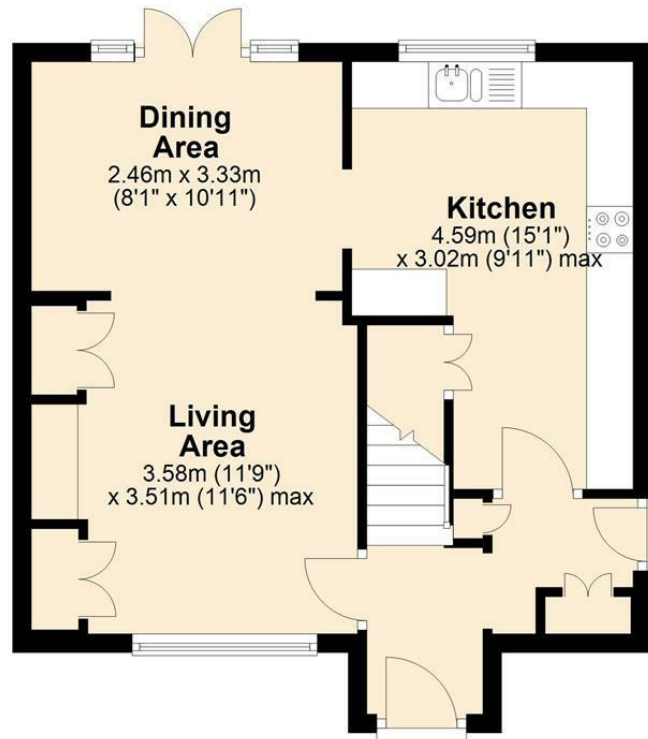 Dining
Area
2.46m x 3.33m
(8'1" x 10'11")
Kitchen
4.59m (15'1")
x 3.02m (9'11") max
Living
Area
3.58m (11'9")
x 3.51m (11'6") max